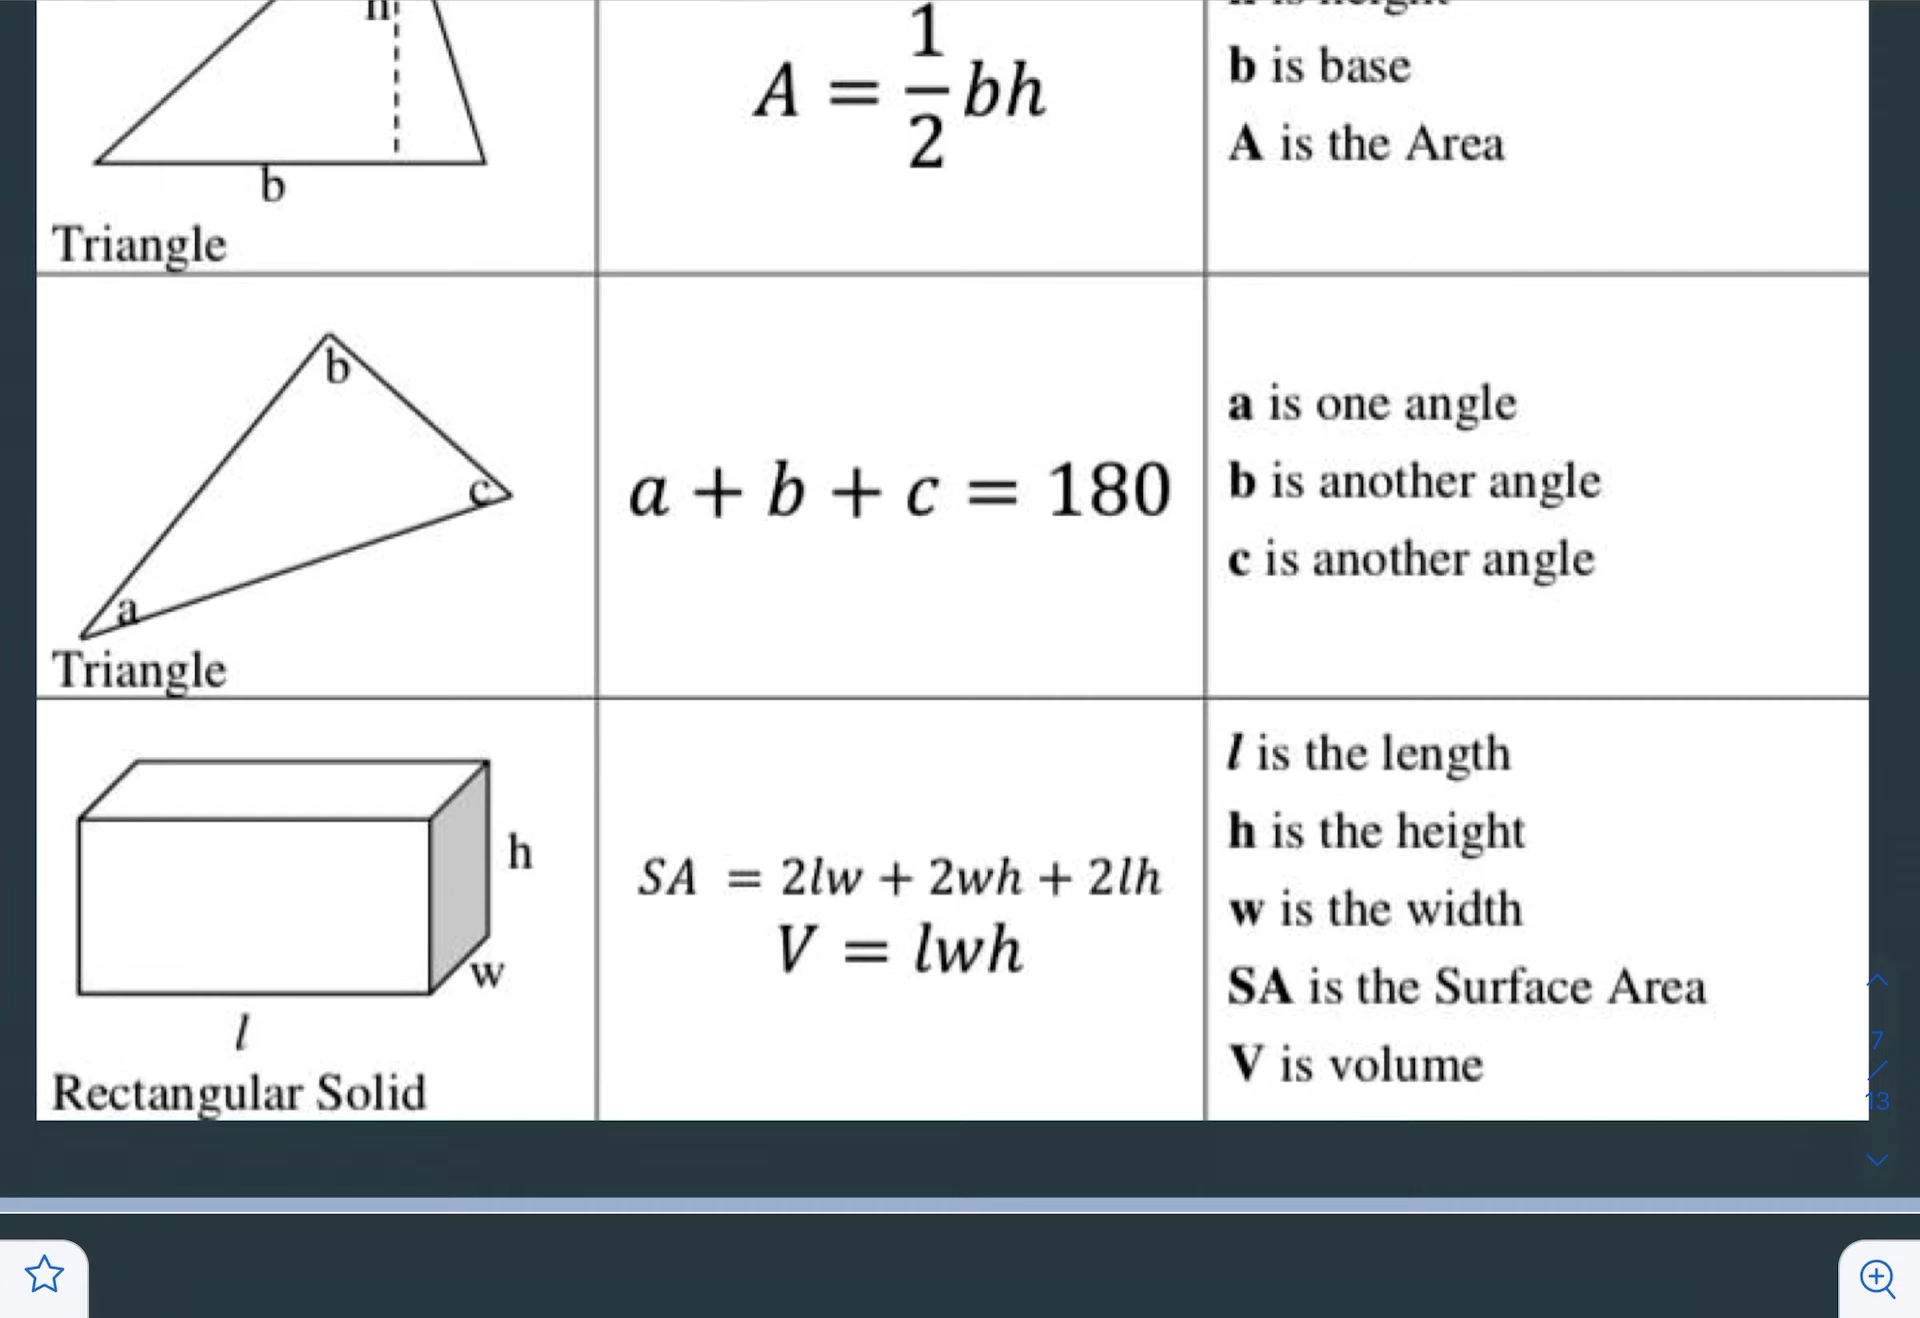 h
h is height
b
A = 1/2 bh
b is base
A is the Area
Triangle
b
c
a
a + b + c = 180
a is one angle
b is another angle
c is another angle
Triangle
h
w
l
SA = 2lw + 2wh + 2lh
V = lwh
l is the length
h is the height
w is the width
SA is the Surface Area
V is volume
Rectangular Solid
7
/
13